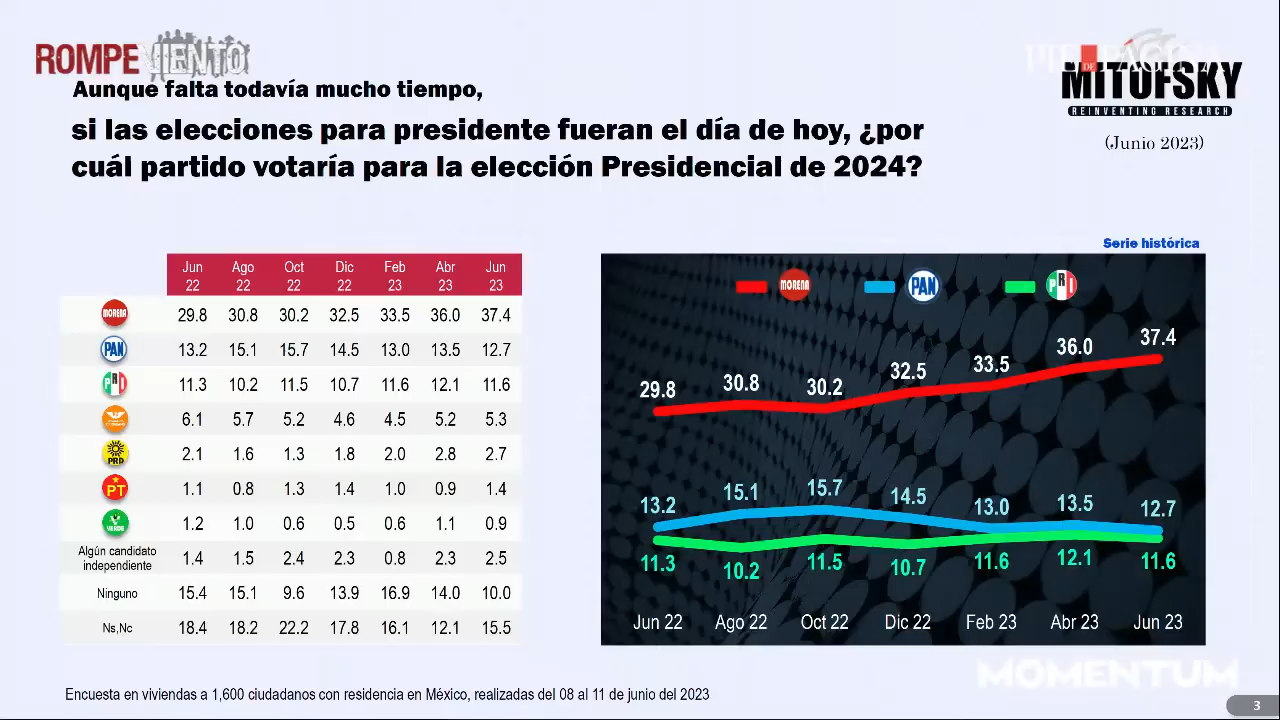 ROMPEVIENTO
PIE DE PÁGINA
Aunque falta todavía mucho tiempo,
si las elecciones para presidente fueran el día de hoy, ¿por
cuál partido votaría para la elección Presidencial de 2024?
MITOFSKY
REINVENTING RESEARCH
(Junio 2023)
Jun 22 Ago 22 Oct 22 Dic 22 Feb 23 Abr 23 Jun 23
MORENA 29.8 30.8 30.2 32.5 33.5 36.0 37.4
PAN 13.2 15.1 15.7 14.5 13.0 13.5 12.7
PRI 11.3 10.2 11.5 10.7 11.6 12.1 11.6
6.1 5.7 5.2 4.6 4.5 5.2 5.3
PRD 2.1 1.6 1.3 1.8 2.0 2.8 2.7
PT 1.1 0.8 1.3 1.4 1.0 0.9 1.4
VERDE 1.2 1.0 0.6 0.5 0.6 1.1 0.9
Algún candidato
independiente 1.4 1.5 2.4 2.3 0.8 2.3 2.5
Ninguno 15.4 15.1 9.6 13.9 16.9 14.0 10.0
Ns,Nc 18.4 18.2 22.2 17.8 16.1 12.1 15.5
Serie histórica
MORENA PAN PRI
29.8 30.8 30.2 32.5 33.5 36.0 37.4
13.2 15.1 15.7 14.5 13.0 13.5 12.7
11.3 10.2 11.5 10.7 11.6 12.1 11.6
Jun 22 Ago 22 Oct 22 Dic 22 Feb 23 Abr 23 Jun 23
MOMENTUM
Encuesta en viviendas a 1,600 ciudadanos con residencia en México, realizadas del 08 al 11 de junio del 2023
3